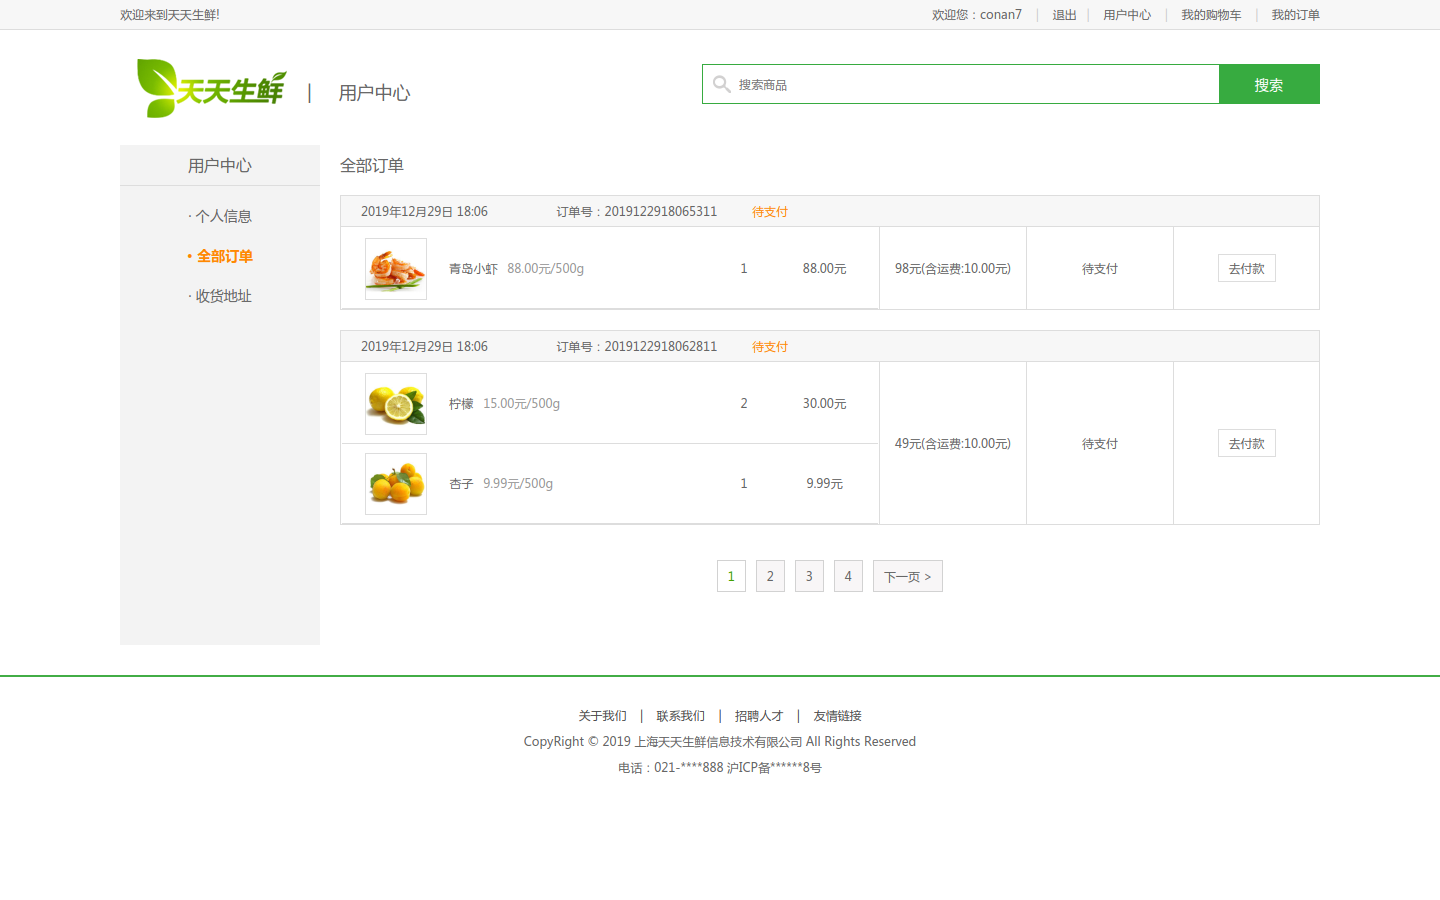 欢迎来到天天生鲜!
欢迎您：conan7 | 退出 | 用户中心 | 我的购物车 | 我的订单
天天生鲜 | 用户中心
搜索商品 搜索
用户中心
· 个人信息
· 全部订单
· 收货地址
全部订单
2019年12月29日 18:06 订单号：2019122918065311 待支付
青岛小虾 88.00元/500g 1 88.00元 98元(含运费:10.00元) 待支付 去付款
2019年12月29日 18:06 订单号：2019122918062811 待支付
柠檬 15.00元/500g 2 30.00元
49元(含运费:10.00元) 待支付 去付款
杏子 9.99元/500g 1 9.99元
1 2 3 4 下一页 >
关于我们 | 联系我们 | 招聘人才 | 友情链接
CopyRight © 2019 上海天天生鲜信息技术有限公司 All Rights Reserved
电话：021-****888 沪ICP备******8号